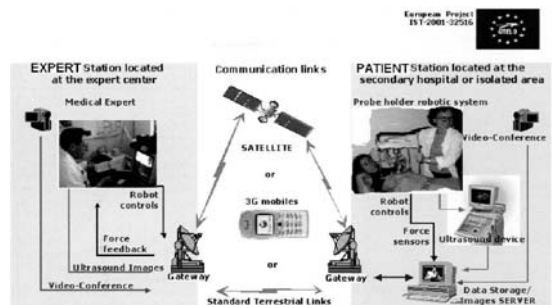 European Project
IST-2001-32516
EXPERT Station located
at the expert center
Communication links
PATIENT Station located at the
secondary hospital or isolated area
Medical Expert
Probe holder robotic system
Video-Conference
SATELLITE
or
3G mobiles
or
Robot
controls
Force
feedback
Ultrasound Images
Video-Conference
Gateway
Standard Terrestrial Links
Gateway
Robot
controls
Force
sensors
Ultrasound device
Data Storage/
Images SERVER